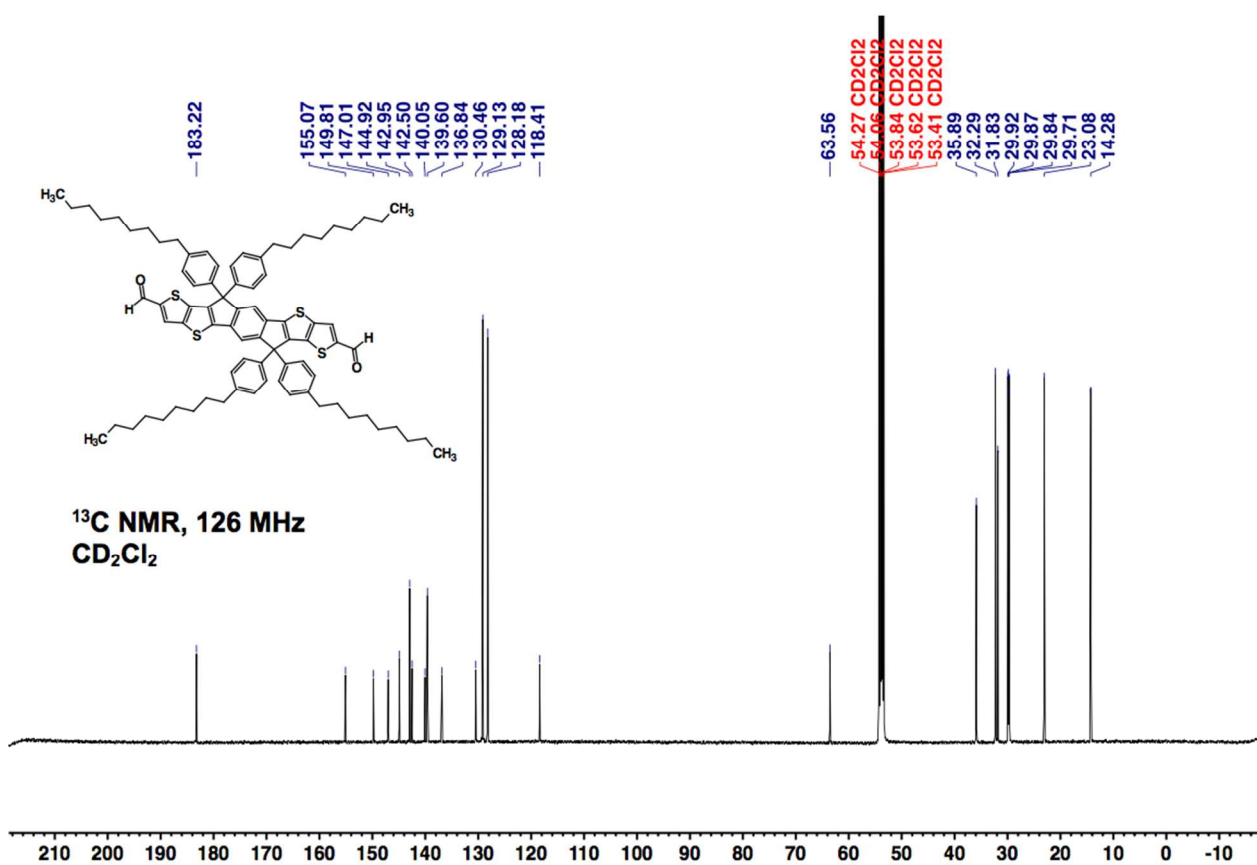 183.22
155.07
149.81
147.01
144.92
142.95
142.50
140.05
139.60
136.84
130.46
129.13
128.18
118.41
63.56
54.27 CD2Cl2
54.06 CD2Cl2
53.84 CD2Cl2
53.62 CD2Cl2
53.41 CD2Cl2
35.89
32.29
31.83
29.92
29.87
29.84
29.71
23.08
14.28
H₃C
CH₃
O
H
S
S
S
H
S
O
H₃C
CH₃
¹³C NMR, 126 MHz
CD₂Cl₂
210 200 190 180 170 160 150 140 130 120 110 100 90 80 70 60 50 40 30 20 10 0 -10